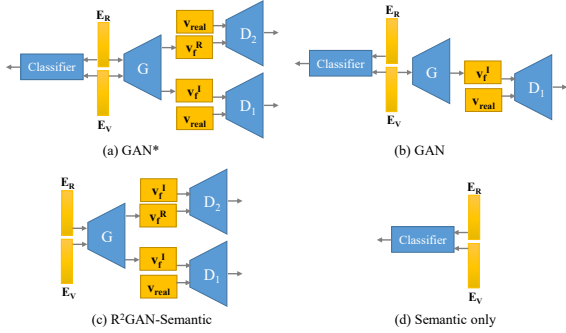 E_R
Classifier
G
v_real
v_f^R
D_2
v_f^I
v_real
D_1
E_V
(a) GAN*
E_R
Classifier
G
v_f^I
v_real
D_1
E_V
(b) GAN
E_R
G
v_f^I
v_f^R
D_2
v_f^I
v_real
D_1
E_V
(c) R²GAN-Semantic
E_R
Classifier
E_V
(d) Semantic only